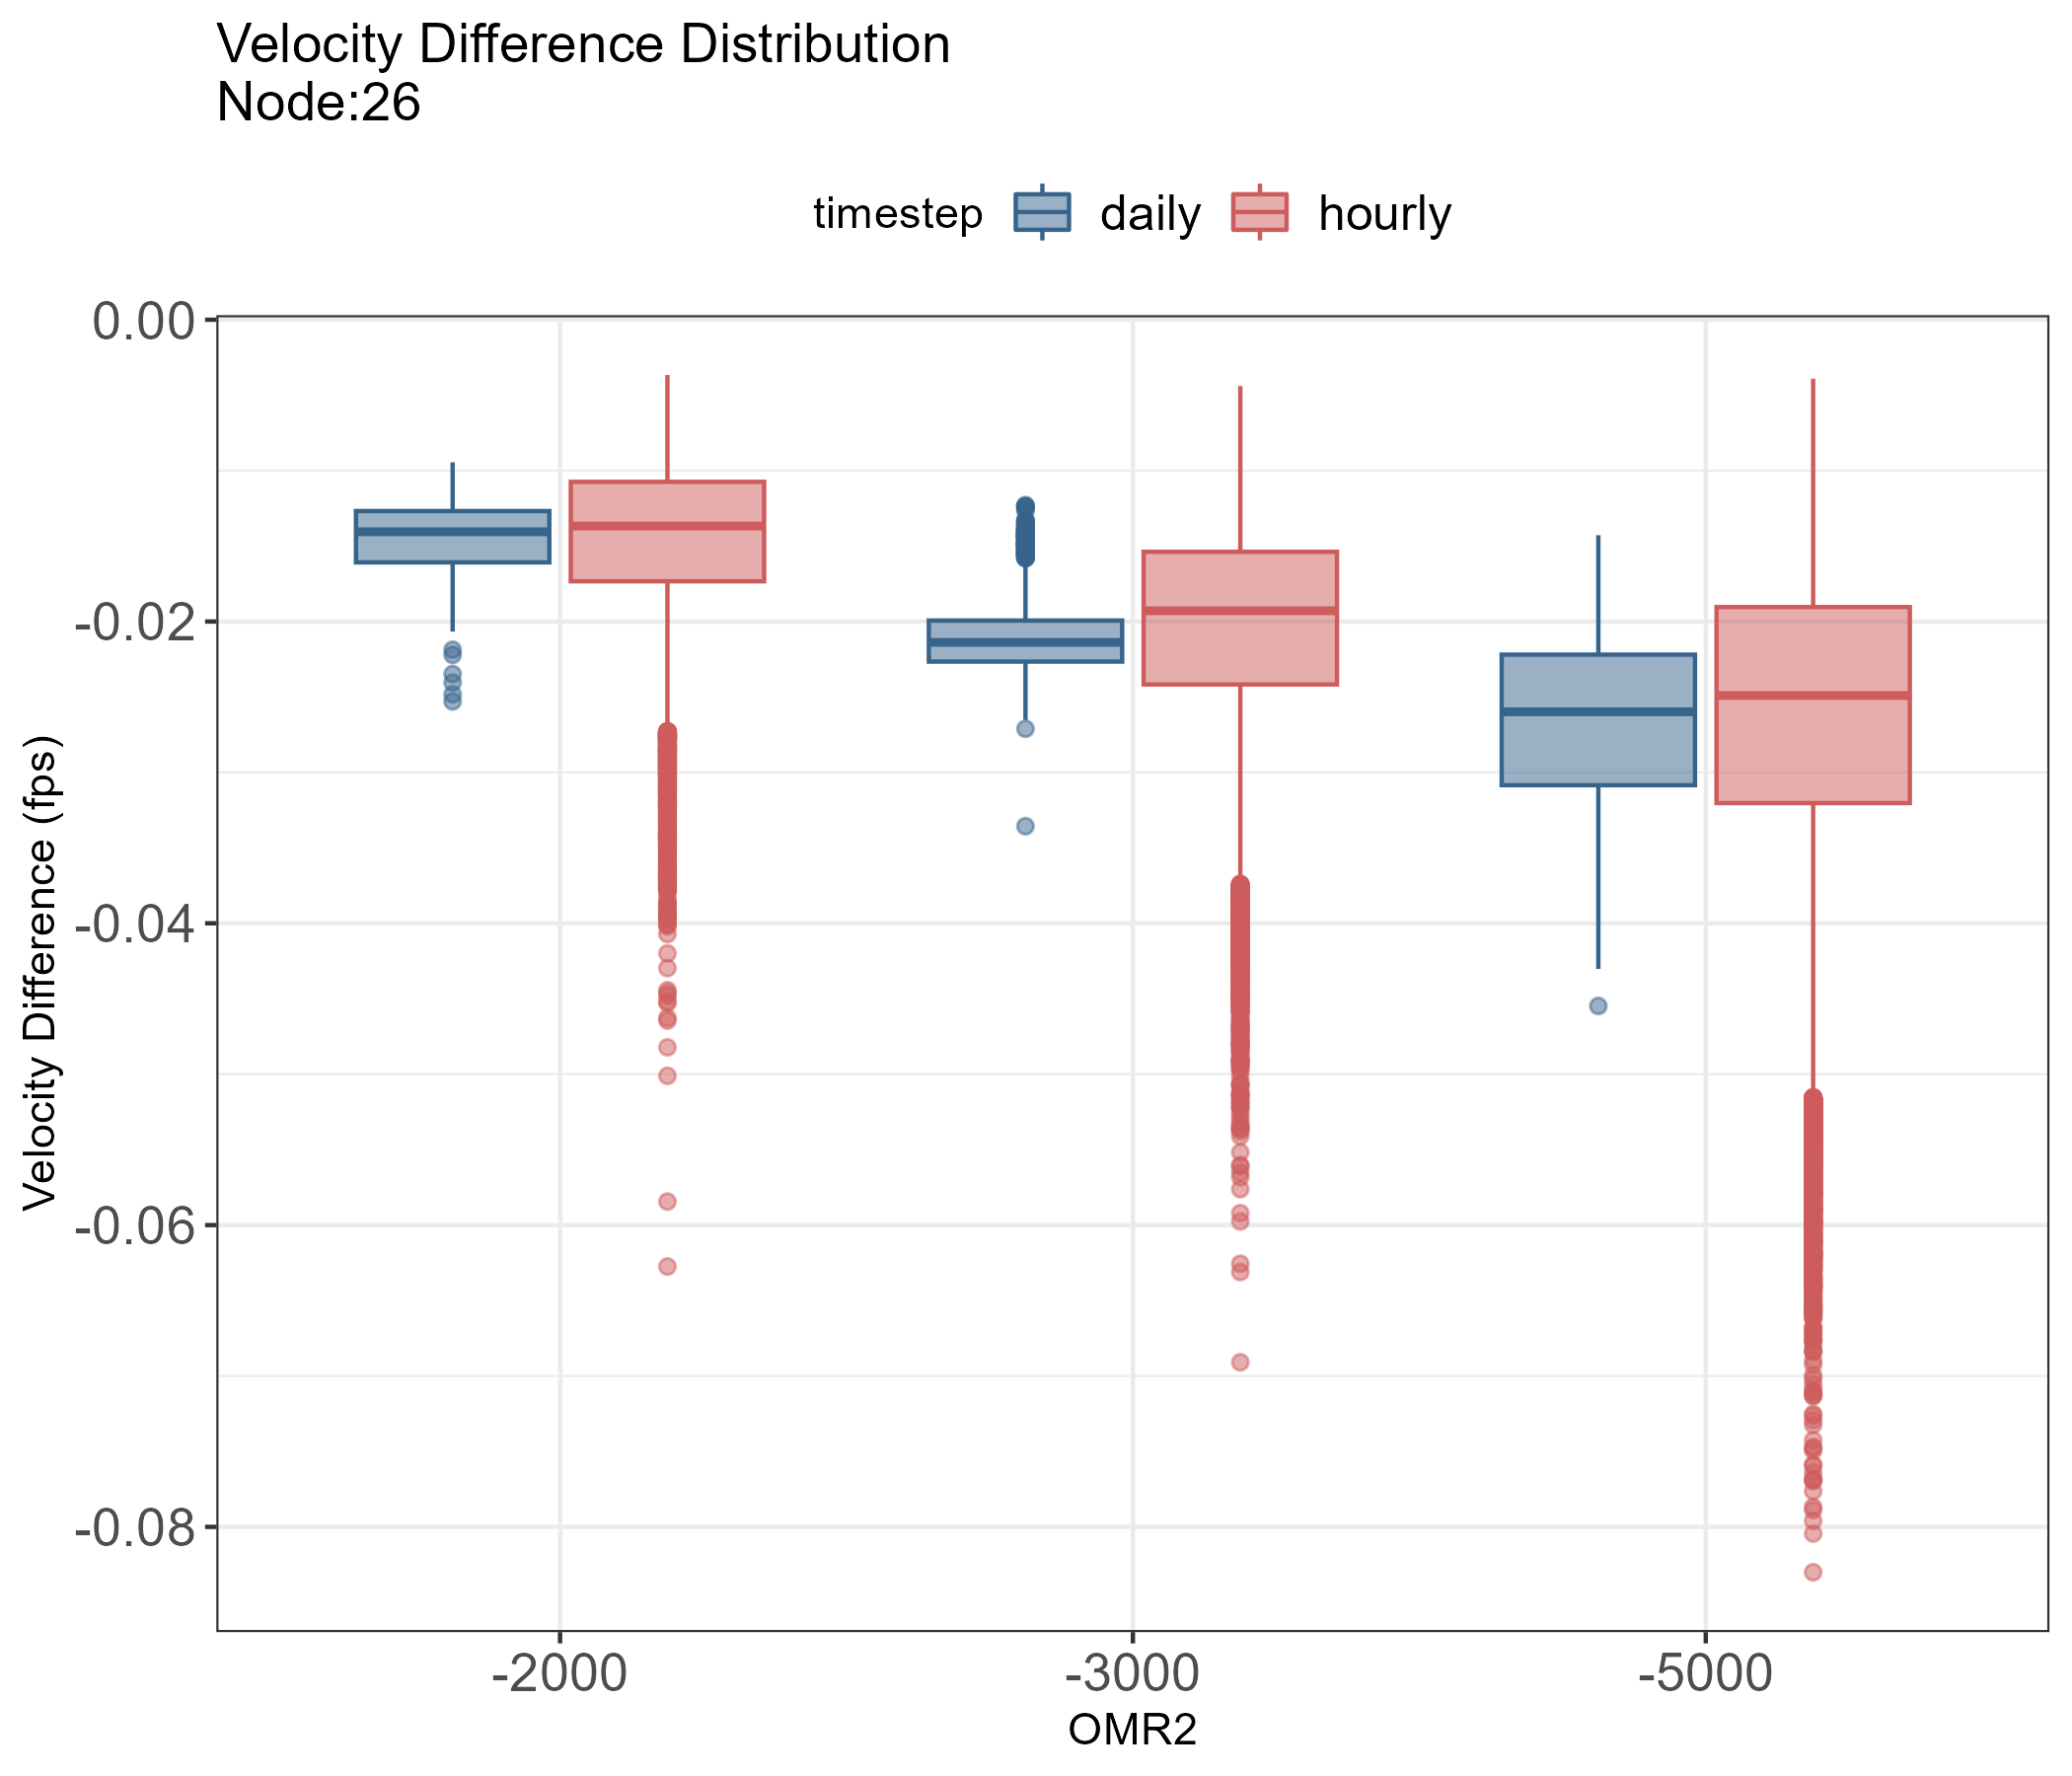 Velocity Difference Distribution
Node:26
timestep daily hourly
Velocity Difference (fps)
0.00
-0.02
-0.04
-0.06
-0.08
-2000 -3000 -5000
OMR2